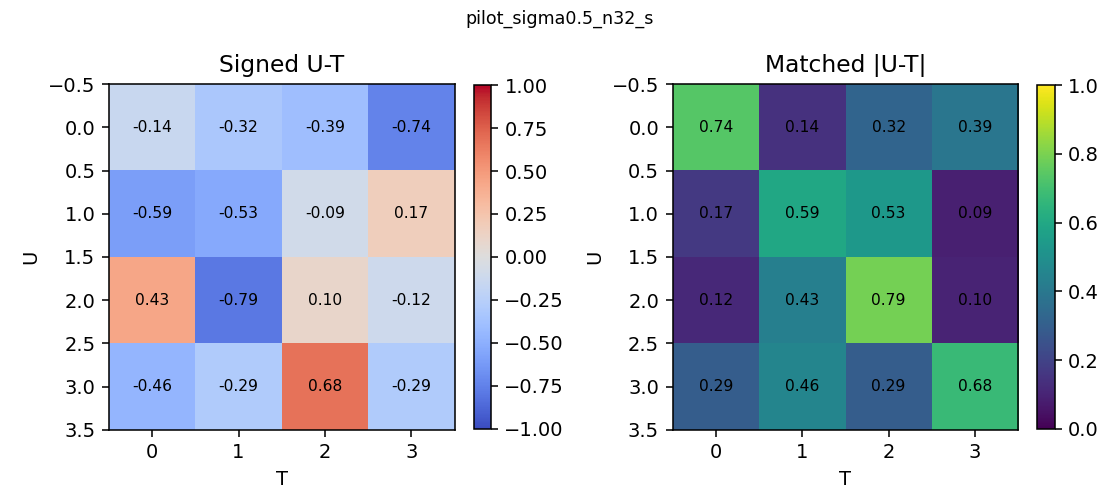 pilot_sigma0.5_n32_s
Signed U-T
−0.5
0.0
0.5
1.0
1.5
2.0
2.5
3.0
3.5
U
-0.14 -0.32 -0.39 -0.74
-0.59 -0.53 -0.09 0.17
0.43 -0.79 0.10 -0.12
-0.46 -0.29 0.68 -0.29
0 1 2 3
T
1.00
0.75
0.50
0.25
0.00
−0.25
−0.50
−0.75
−1.00
Matched |U-T|
−0.5
0.0
0.5
1.0
1.5
2.0
2.5
3.0
3.5
U
0.74 0.14 0.32 0.39
0.17 0.59 0.53 0.09
0.12 0.43 0.79 0.10
0.29 0.46 0.29 0.68
0 1 2 3
T
1.0
0.8
0.6
0.4
0.2
0.0